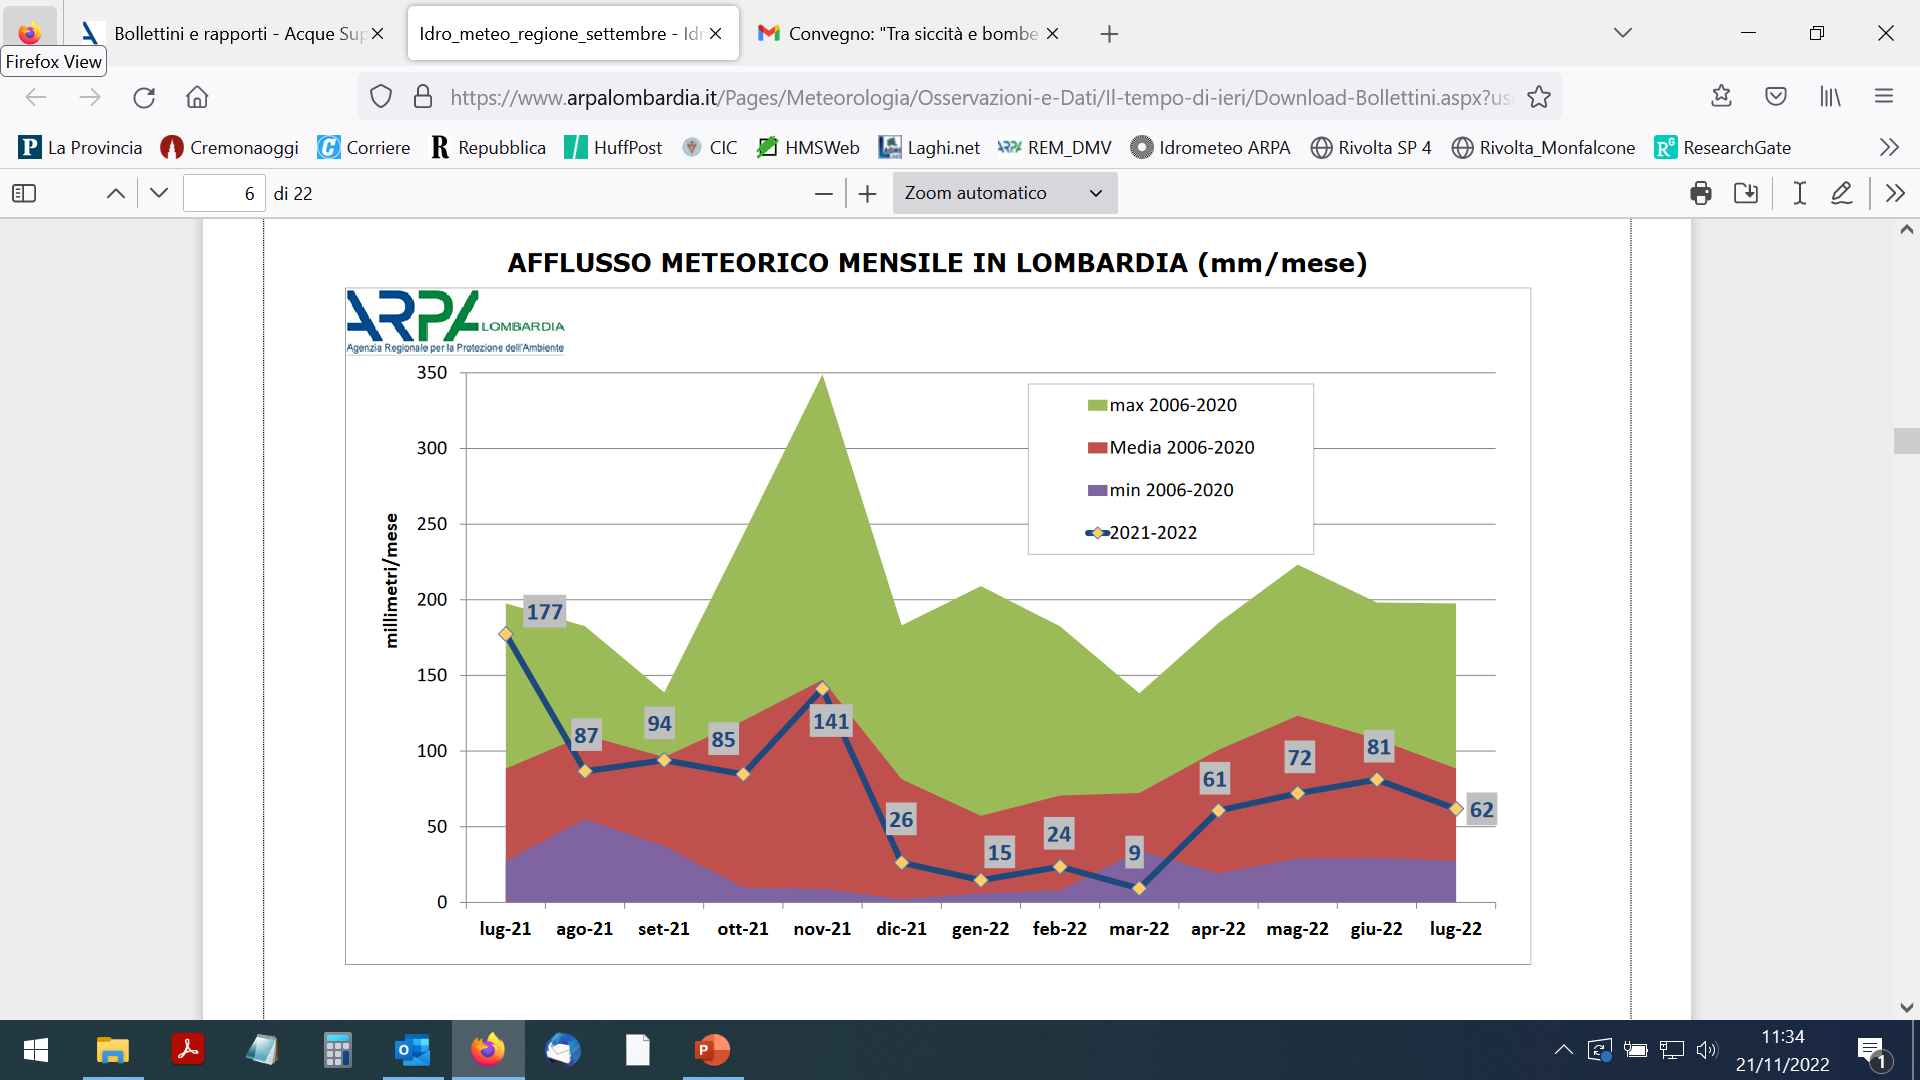 Bollettini e rapporti - Acque Sup
Idro_meteo_regione_settembre - Idr
Convegno: "Tra siccità e bombe
Firefox View
https://www.arpalombardia.it/Pages/Meteorologia/Osservazioni-e-Dati/Il-tempo-di-ieri/Download-Bollettini.aspx?us
La Provincia
Cremonaoggi
Corriere
Repubblica
HuffPost
CIC
HMSWeb
Laghi.net
REM_DMV
Idrometeo ARPA
Rivolta SP 4
Rivolta_Monfalcone
ResearchGate
6 di 22
Zoom automatico
AFFLUSSO METEORICO MENSILE IN LOMBARDIA (mm/mese)
ARPA LOMBARDIA
Agenzia Regionale per la Protezione dell'Ambiente
millimetri/mese
350
300
250
200
150
100
50
0
max 2006-2020
Media 2006-2020
min 2006-2020
2021-2022
177
87
94
85
141
26
15
24
9
61
72
81
62
lug-21
ago-21
set-21
ott-21
nov-21
dic-21
gen-22
feb-22
mar-22
apr-22
mag-22
giu-22
lug-22
11:34
21/11/2022
1